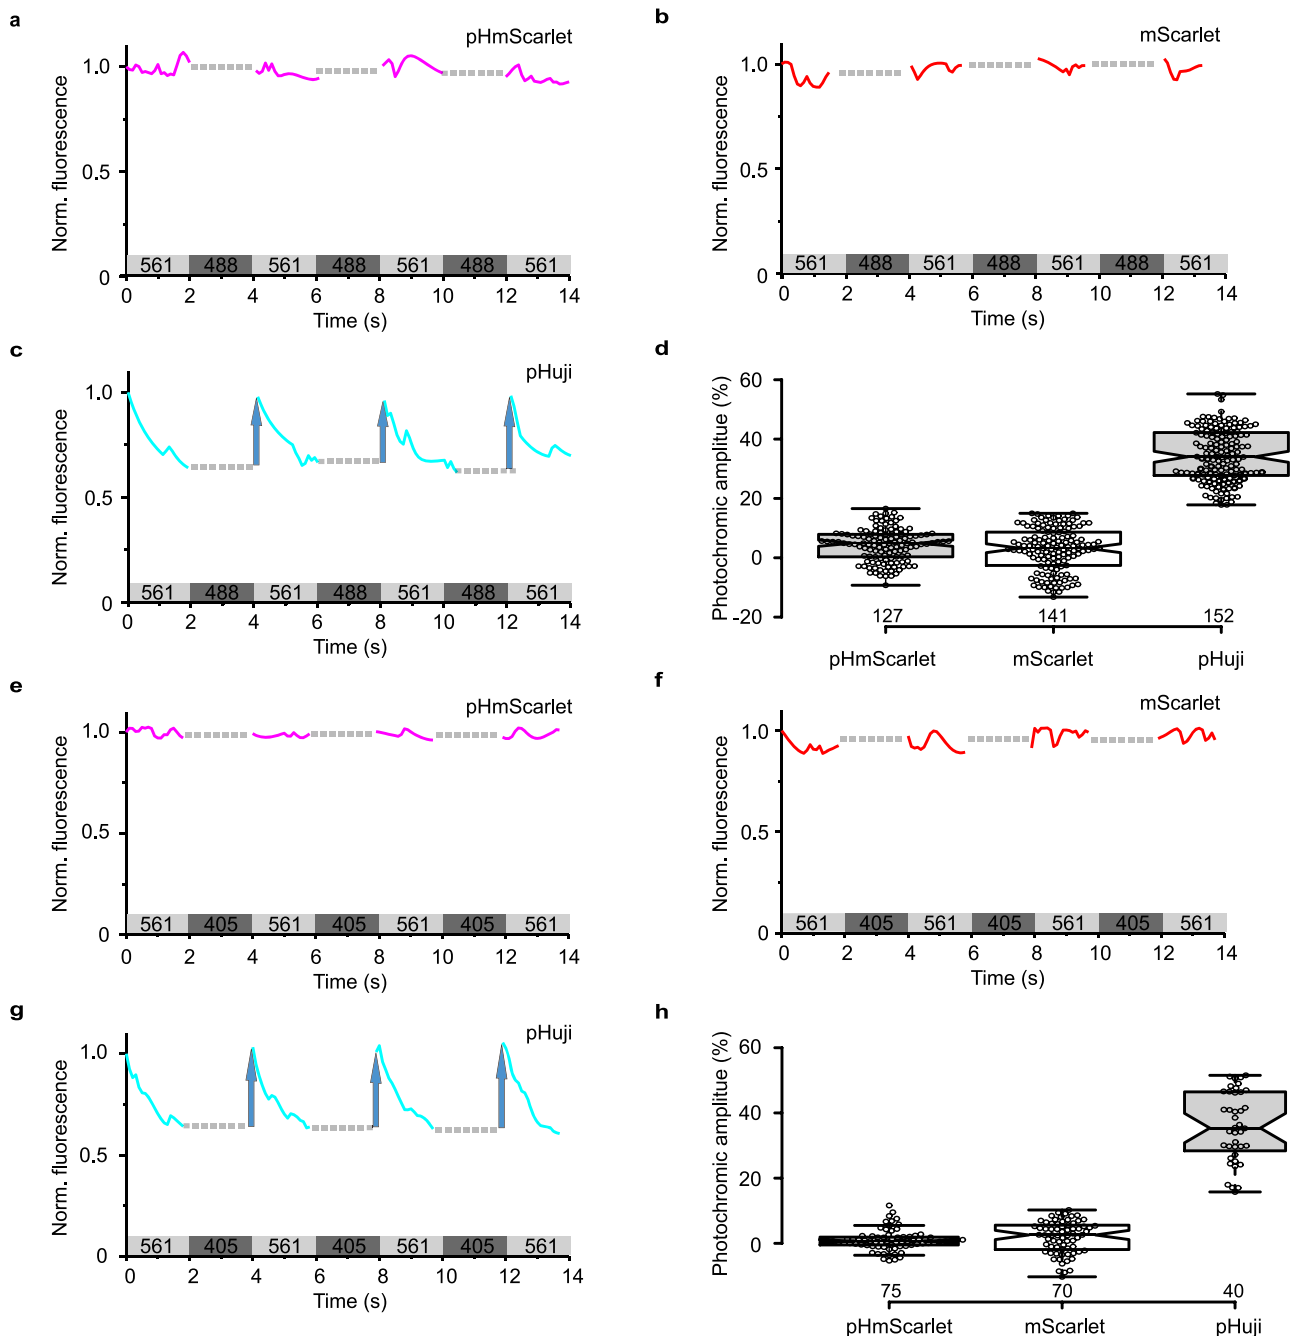 a
pHmScarlet
Norm. fluorescence
1.0
0.5
0
561 488 561 488 561 488 561
0 2 4 6 8 10 12 14
Time (s)
b
mScarlet
Norm. fluorescence
1.0
0.5
0
561 488 561 488 561 488 561
0 2 4 6 8 10 12 14
Time (s)
c
pHuji
Norm. fluorescence
1.0
0.5
0
561 488 561 488 561 488 561
0 2 4 6 8 10 12 14
Time (s)
d
Photochromic amplitue (%)
60
40
20
0
-20
127 141 152
pHmScarlet mScarlet pHuji
e
pHmScarlet
Norm. fluorescence
1.0
0.5
0
561 405 561 405 561 405 561
0 2 4 6 8 10 12 14
Time (s)
f
mScarlet
Norm. fluorescence
1.0
0.5
0
561 405 561 405 561 405 561
0 2 4 6 8 10 12 14
Time (s)
g
pHuji
Norm. fluorescence
1.0
0.5
0
561 405 561 405 561 405 561
0 2 4 6 8 10 12 14
Time (s)
h
Photochromic amplitue (%)
60
40
20
0
75 70 40
pHmScarlet mScarlet pHuji